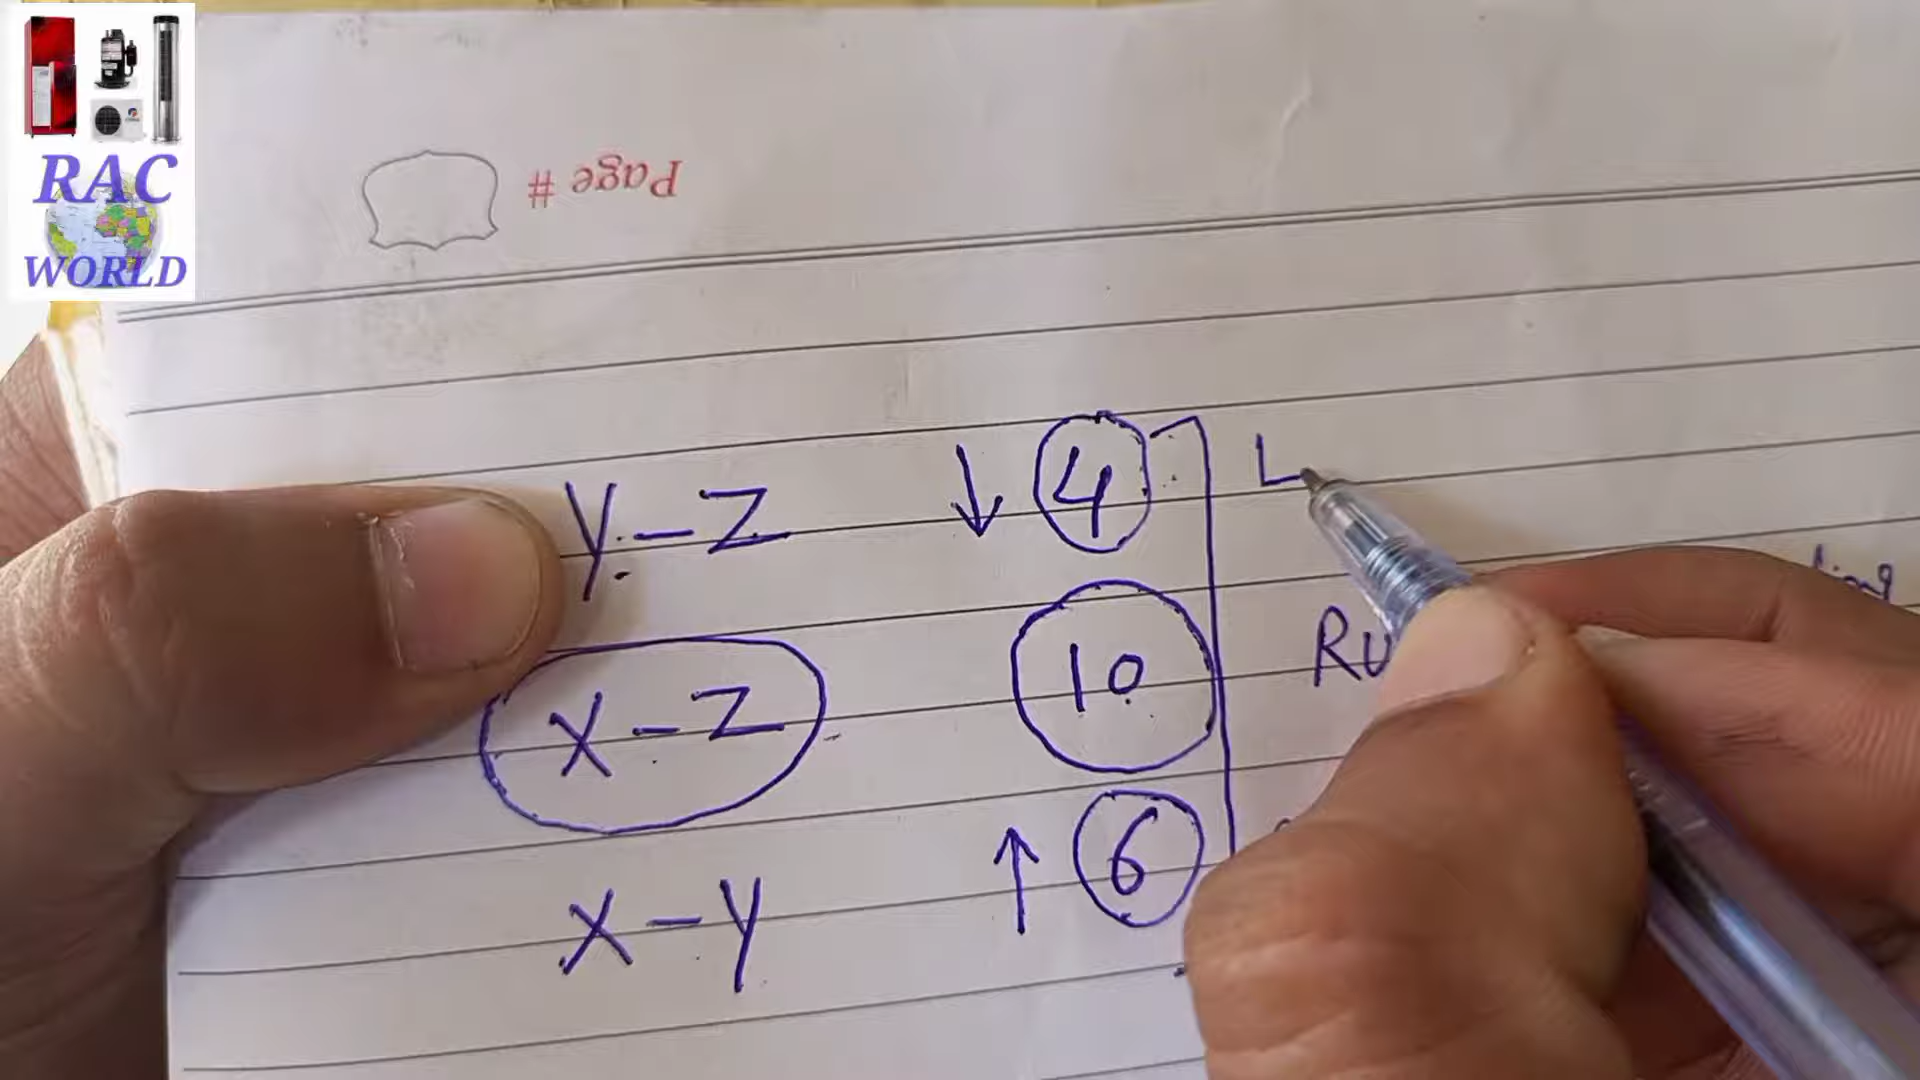 RAC
WORLD
Page #
y - Z ↓ 4 L
x - Z 10 Ru
x - y ↑ 6